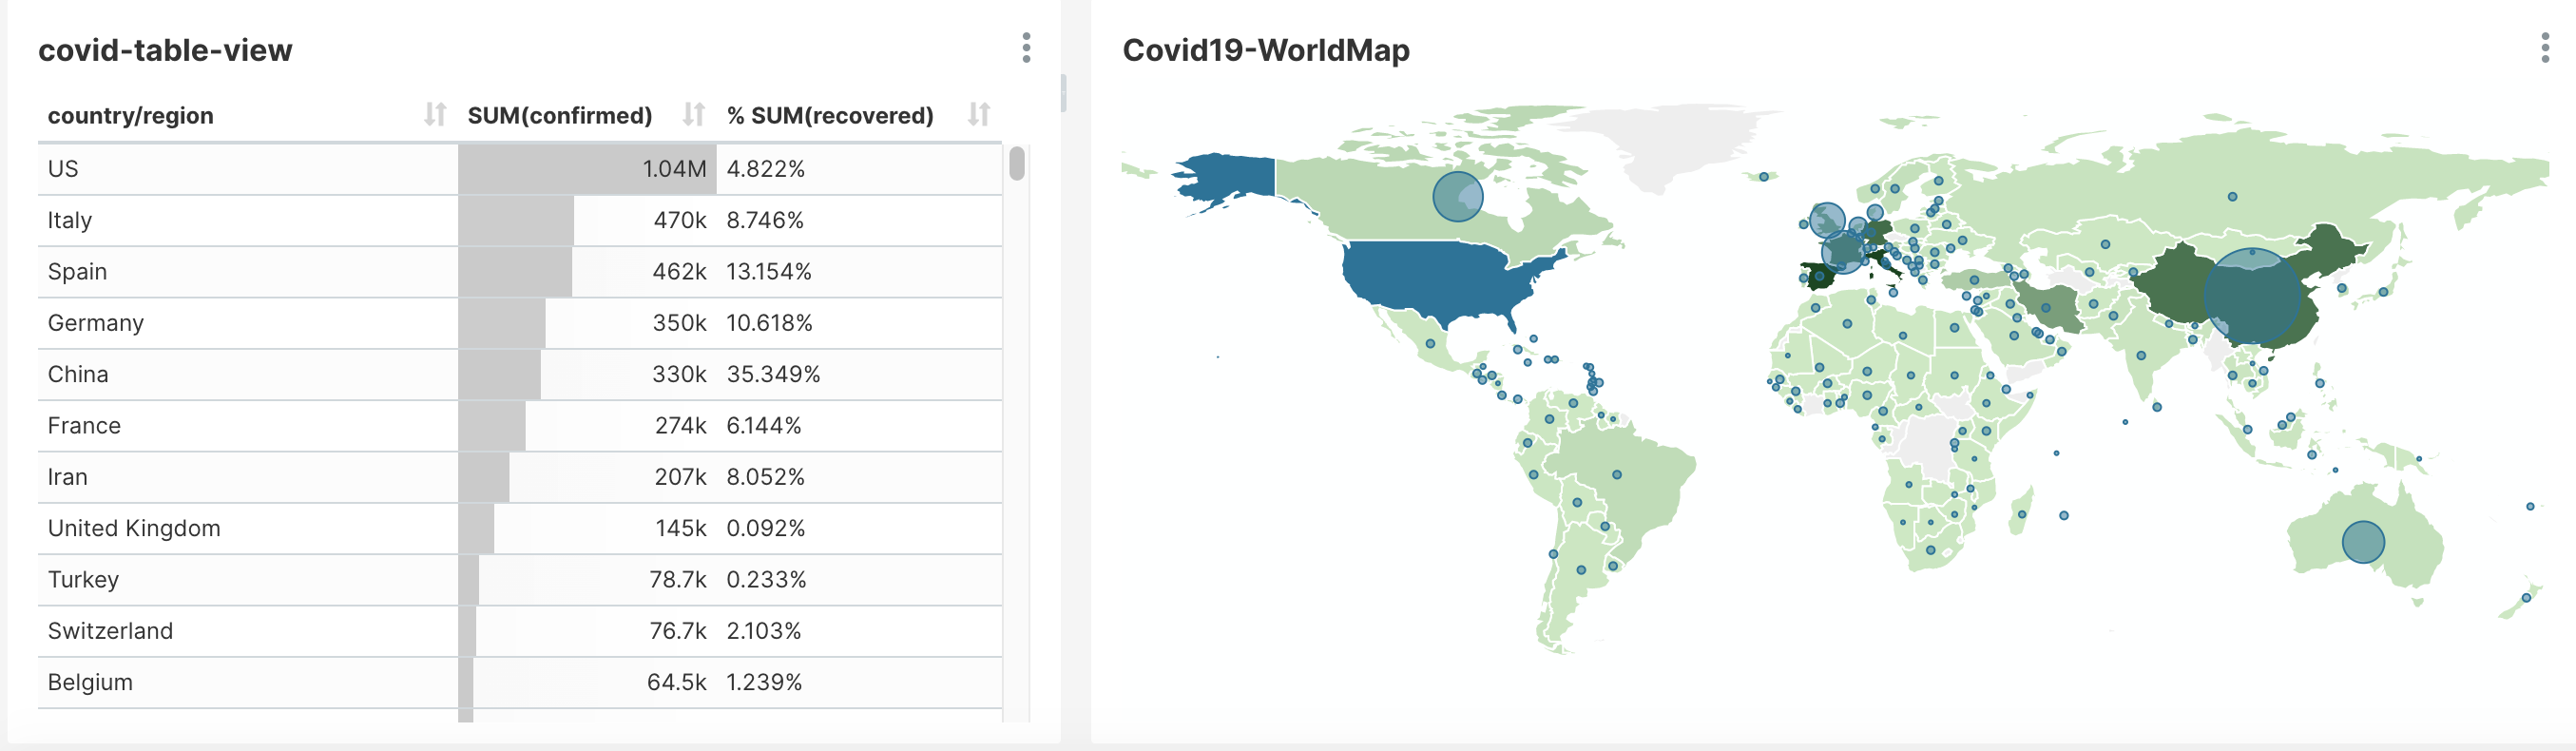 covid-table-view
country/region SUM(confirmed) % SUM(recovered)
US 1.04M 4.822%
Italy 470k 8.746%
Spain 462k 13.154%
Germany 350k 10.618%
China 330k 35.349%
France 274k 6.144%
Iran 207k 8.052%
United Kingdom 145k 0.092%
Turkey 78.7k 0.233%
Switzerland 76.7k 2.103%
Belgium 64.5k 1.239%
Covid19-WorldMap